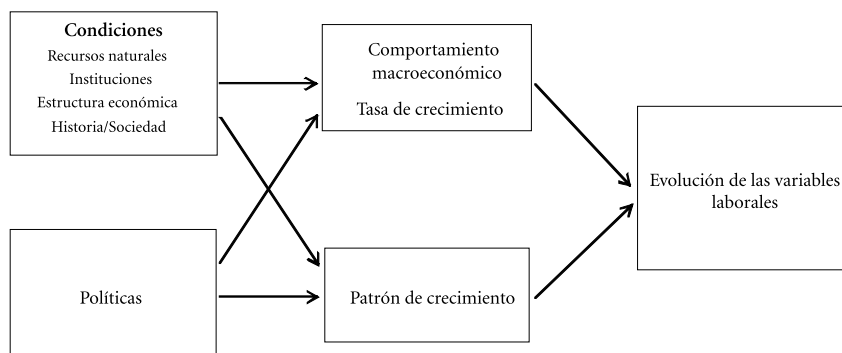 Condiciones
Recursos naturales
Instituciones
Estructura económica
Historia/Sociedad
Políticas
Comportamiento
macroeconómico
Tasa de crecimiento
Patrón de crecimiento
Evolución de las variables
laborales